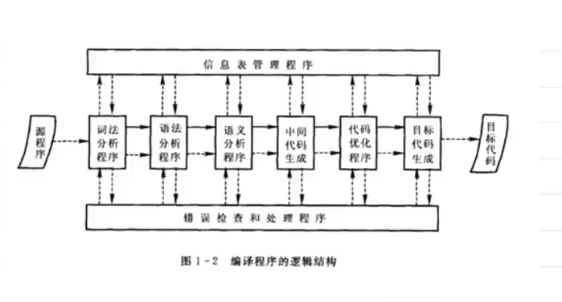 信息表管理程序
源程序
词法分析程序
语法分析程序
语义分析程序
中间代码生成
代码优化程序
目标代码生成
目标代码
错误检查和处理程序
图1-2 编译程序的逻辑结构